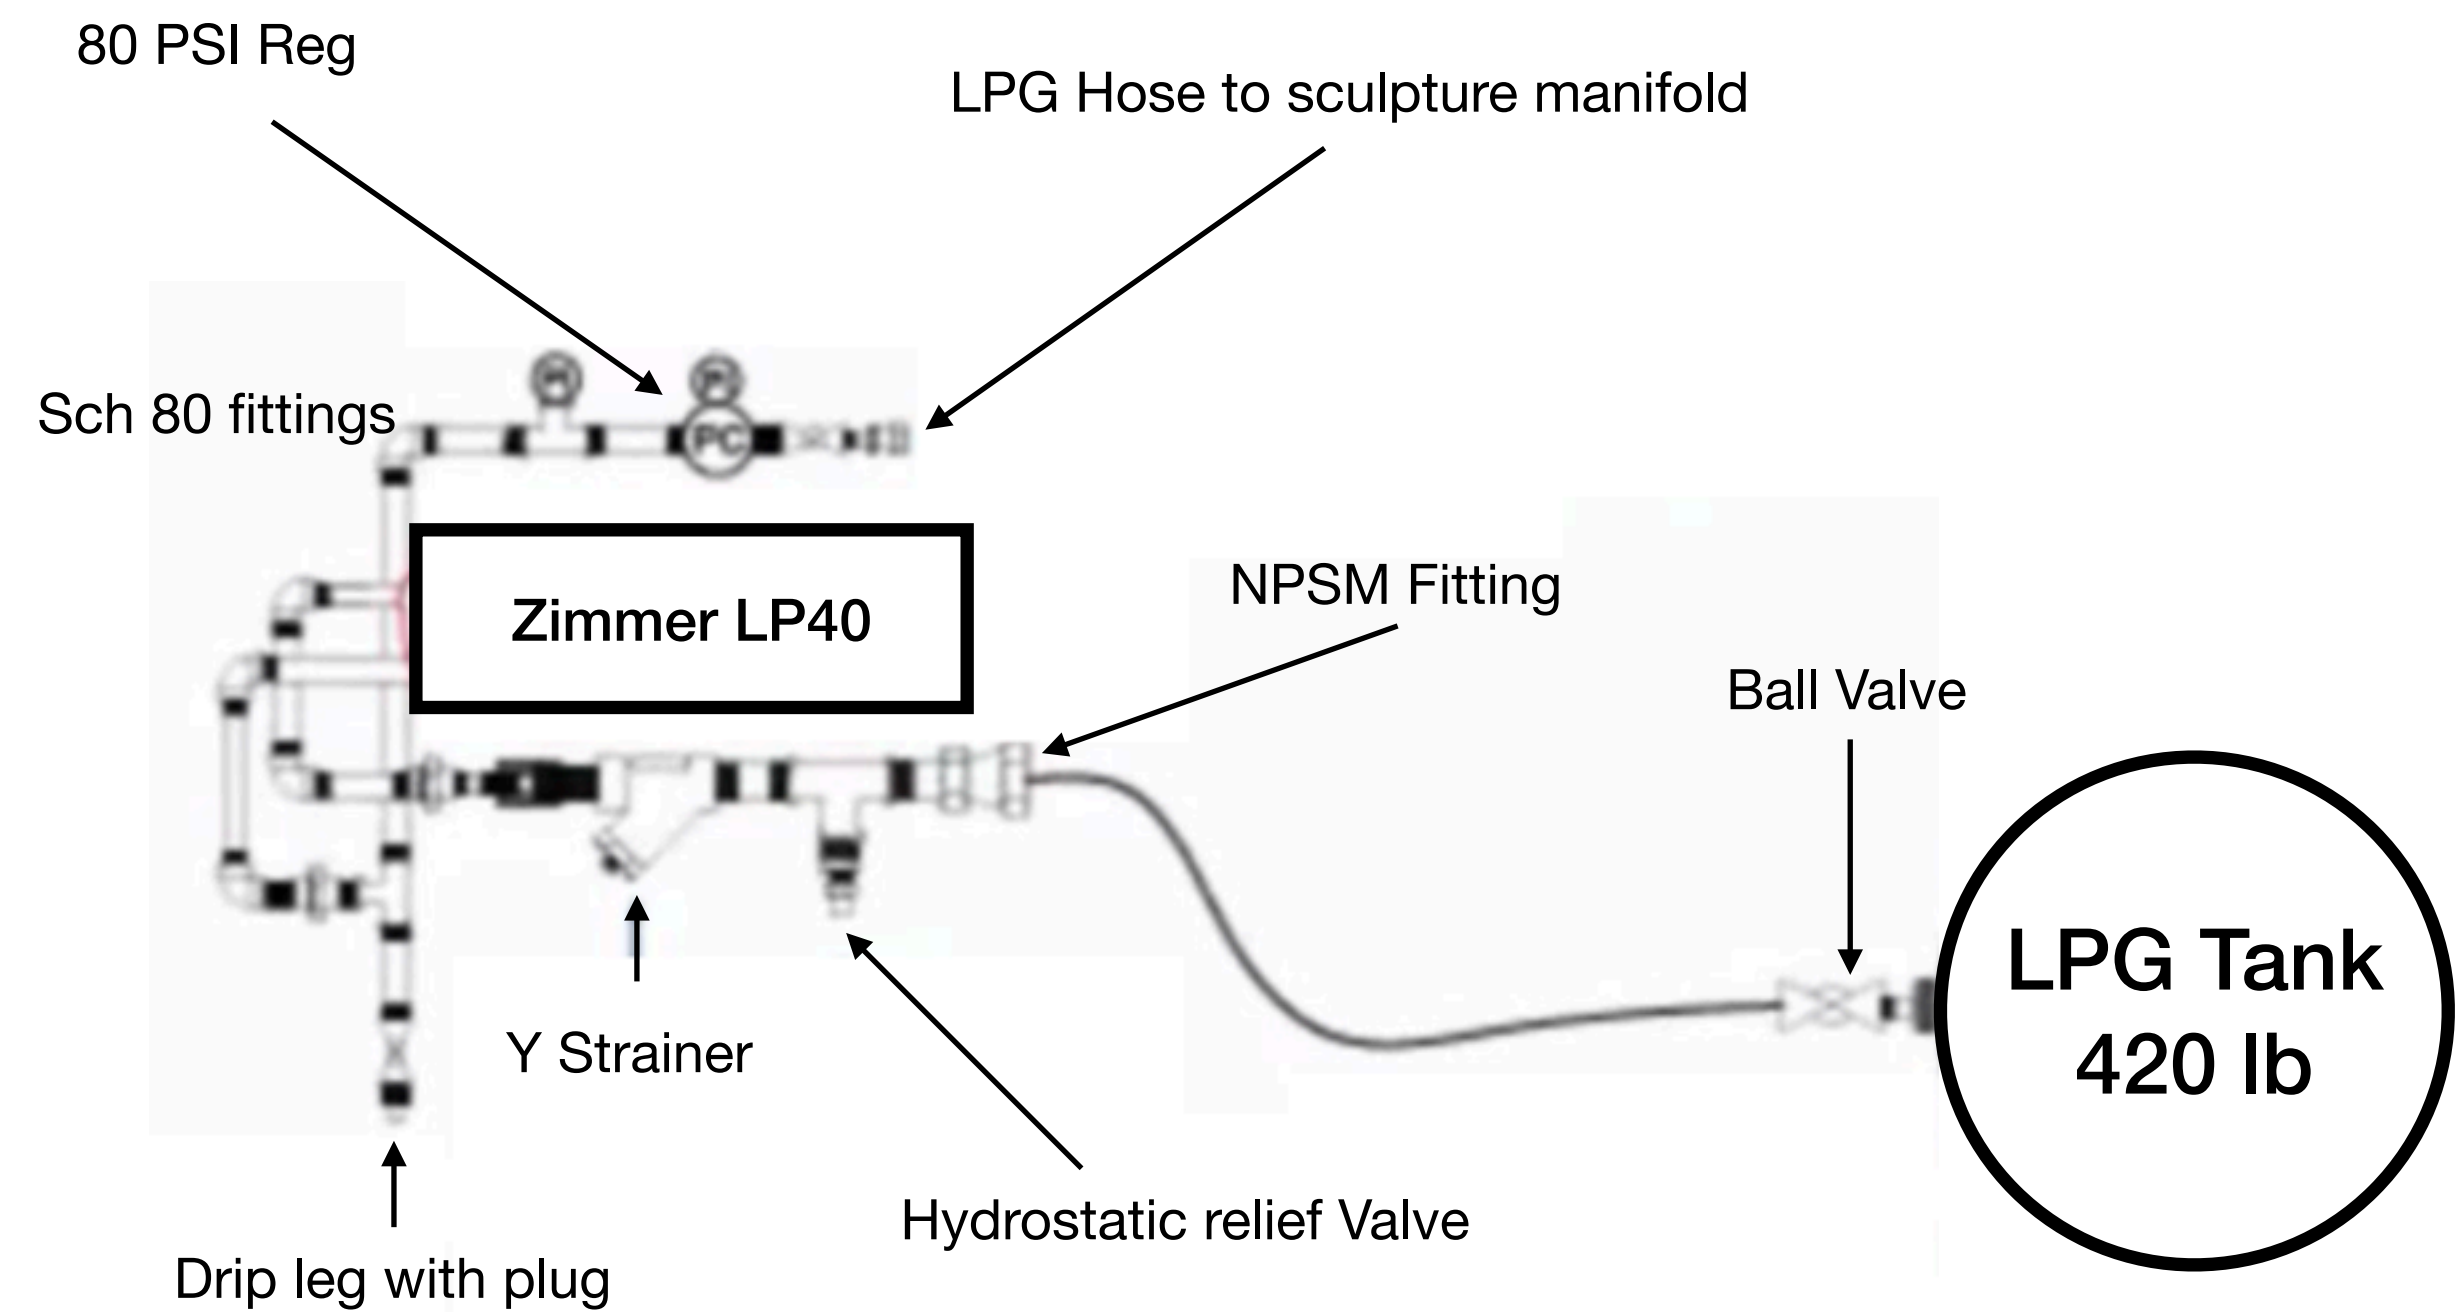 80 PSI Reg
LPG Hose to sculpture manifold
Sch 80 fittings
PC
Zimmer LP40
NPSM Fitting
Ball Valve
LPG Tank
420 lb
Y Strainer
Hydrostatic relief Valve
Drip leg with plug